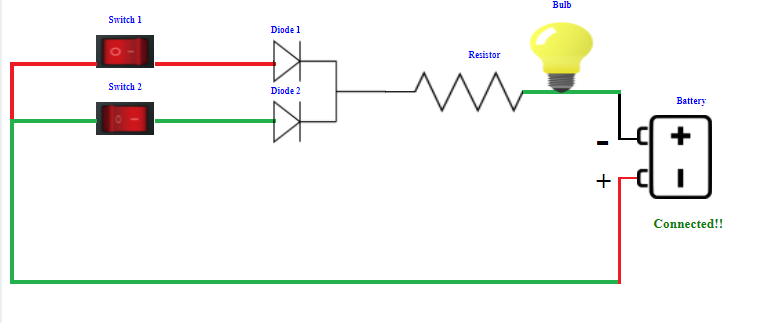 Bulb
Switch 1
Diode 1
Resistor
Switch 2
Diode 2
Battery
-
+
+
-
Connected!!